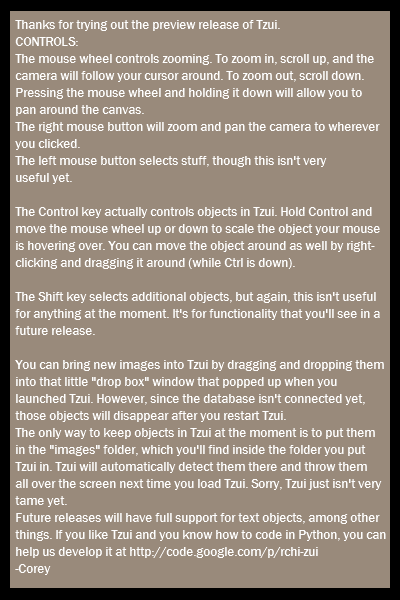 Thanks for trying out the preview release of Tzui.
CONTROLS:
The mouse wheel controls zooming. To zoom in, scroll up, and the
camera will follow your cursor around. To zoom out, scroll down.
Pressing the mouse wheel and holding it down will allow you to
pan around the canvas.
The right mouse button will zoom and pan the camera to wherever
you clicked.
The left mouse button selects stuff, though this isn't very
useful yet.

The Control key actually controls objects in Tzui. Hold Control and
move the mouse wheel up or down to scale the object your mouse
is hovering over. You can move the object around as well by right-
clicking and dragging it around (while Ctrl is down).

The Shift key selects additional objects, but again, this isn't useful
for anything at the moment. It's for functionality that you'll see in a
future release.

You can bring new images into Tzui by dragging and dropping them
into that little "drop box" window that popped up when you
launched Tzui. However, since the database isn't connected yet,
those objects will disappear after you restart Tzui.
The only way to keep objects in Tzui at the moment is to put them
in the "images" folder, which you'll find inside the folder you put
Tzui in. Tzui will automatically detect them there and throw them
all over the screen next time you load Tzui. Sorry, Tzui just isn't very
tame yet.
Future releases will have full support for text objects, among other
things. If you like Tzui and you know how to code in Python, you can
help us develop it at http://code.google.com/p/rchi-zui
-Corey